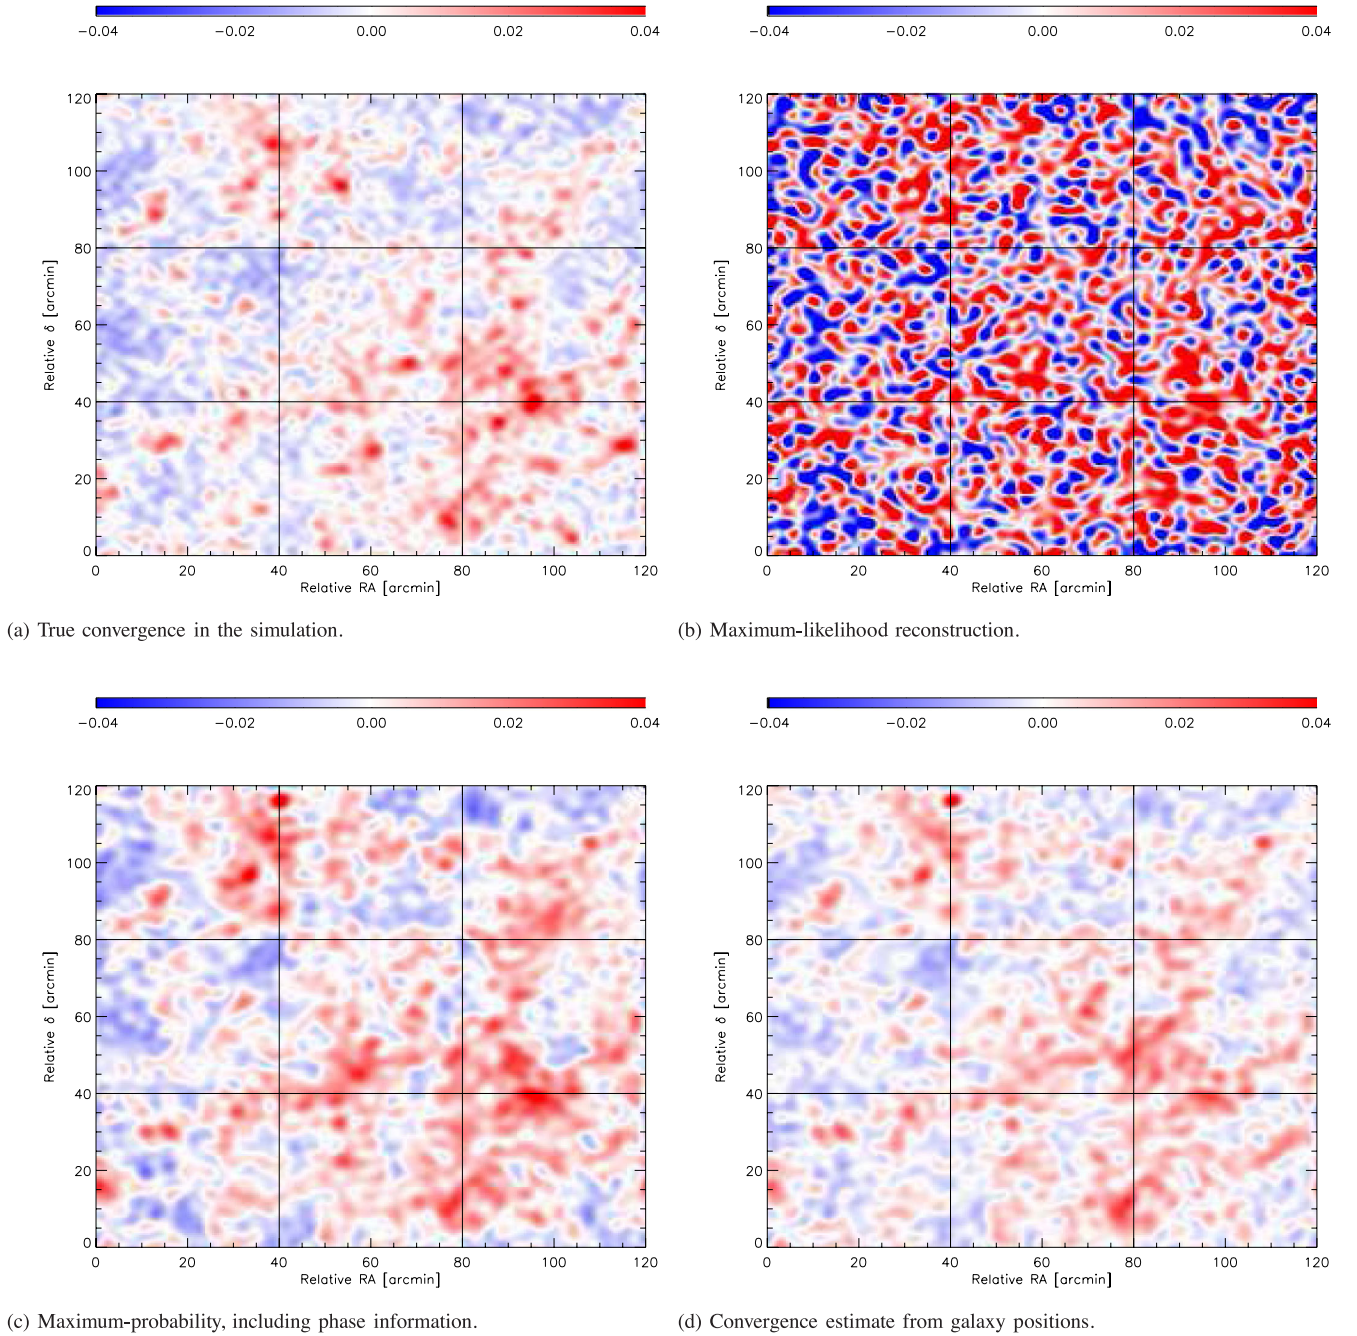 −0.04 −0.02 0.00 0.02 0.04
120
100
80
60
40
20
0
Relative δ [arcmin]
0 20 40 60 80 100 120
Relative RA [arcmin]
(a) True convergence in the simulation.
−0.04 −0.02 0.00 0.02 0.04
120
100
80
60
40
20
0
Relative δ [arcmin]
0 20 40 60 80 100 120
Relative RA [arcmin]
(b) Maximum-likelihood reconstruction.
−0.04 −0.02 0.00 0.02 0.04
120
100
80
60
40
20
0
Relative δ [arcmin]
0 20 40 60 80 100 120
Relative RA [arcmin]
(c) Maximum-probability, including phase information.
−0.04 −0.02 0.00 0.02 0.04
120
100
80
60
40
20
0
Relative δ [arcmin]
0 20 40 60 80 100 120
Relative RA [arcmin]
(d) Convergence estimate from galaxy positions.